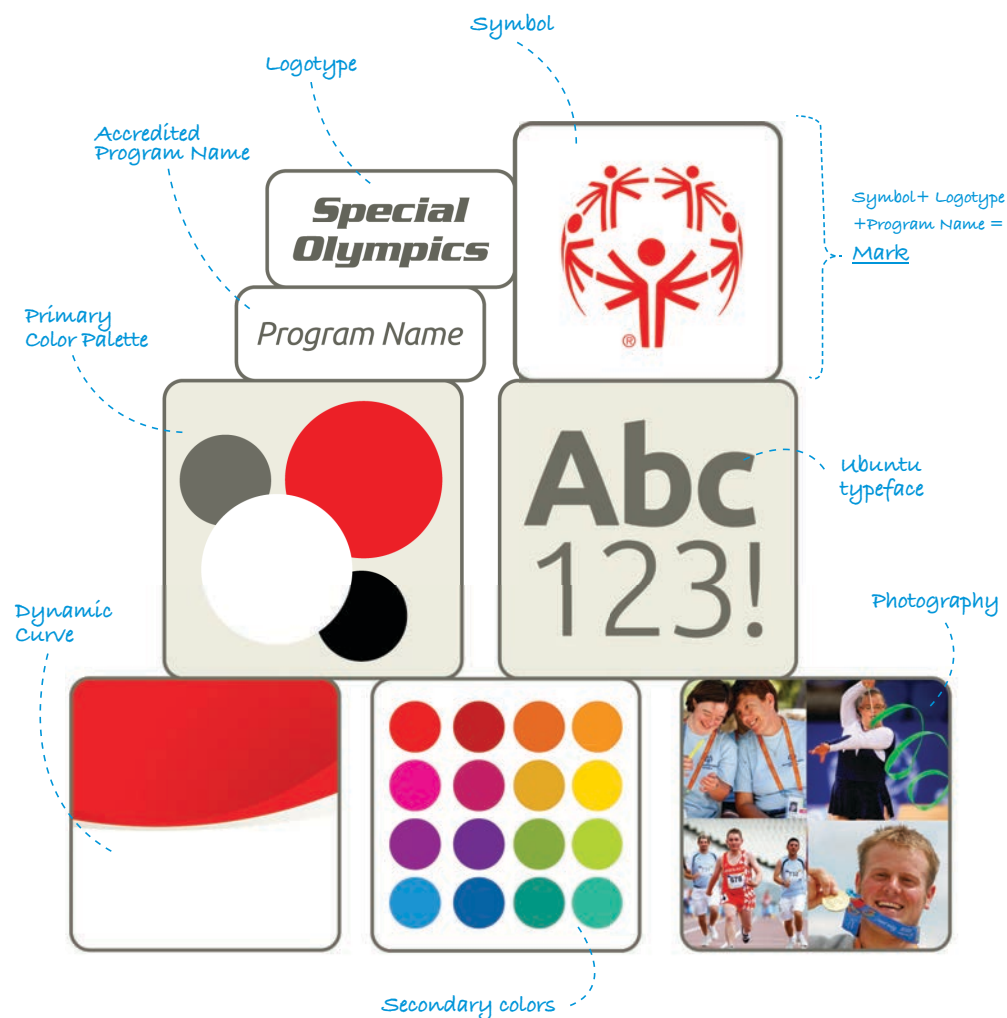 Symbol
Logotype
Accredited
Program Name
Special
Olympics
Symbol+ Logotype
+Program Name =
Mark
Program Name
Primary
Color Palette
®
Abc
123!
Ubuntu
typeface
Dynamic
Curve
Photography
678
Secondary colors